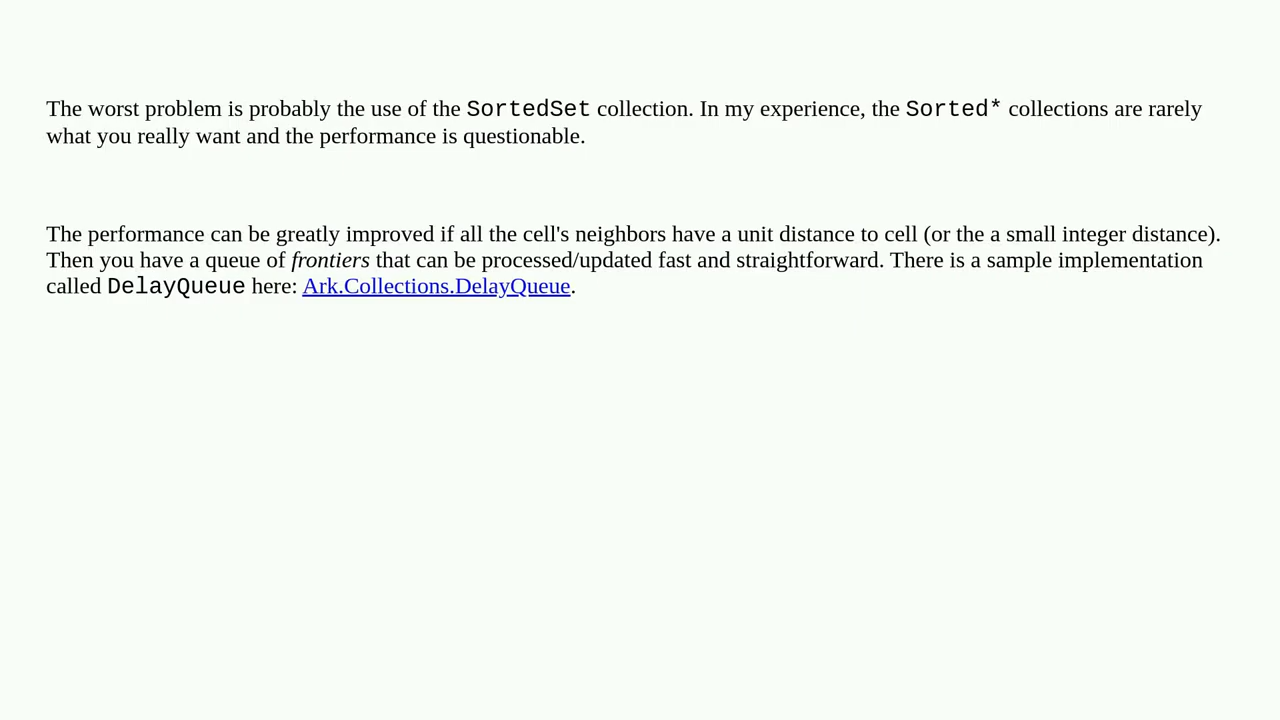 The worst problem is probably the use of the SortedSet collection. In my experience, the Sorted* collections are rarely
what you really want and the performance is questionable.
The performance can be greatly improved if all the cell's neighbors have a unit distance to cell (or the a small integer distance).
Then you have a queue of frontiers that can be processed/updated fast and straightforward. There is a sample implementation
called DelayQueue here: Ark.Collections.DelayQueue.